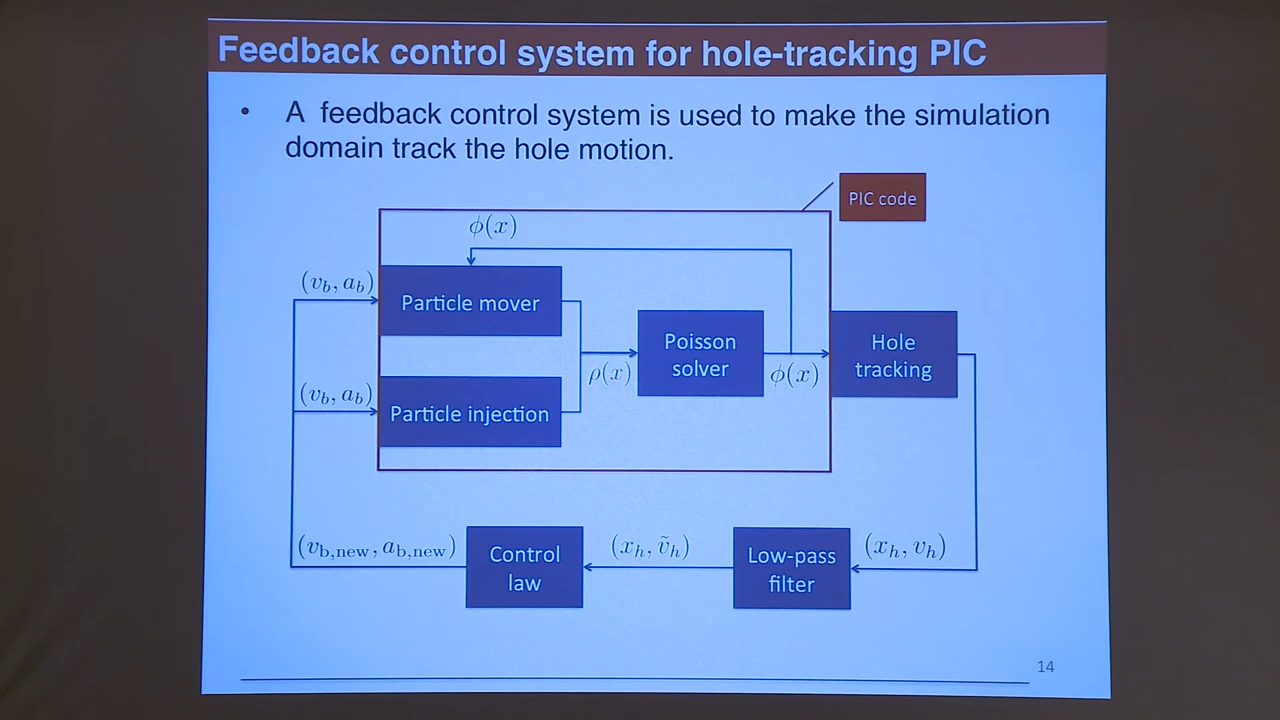 Feedback control system for hole-tracking PIC
• A feedback control system is used to make the simulation
domain track the hole motion.
PIC code
ϕ(x)
(v_b, a_b)
Particle mover
Poisson
solver
Hole
tracking
ρ(x)
ϕ(x)
(v_b, a_b)
Particle injection
(v_{b,new}, a_{b,new})
Control
law
(x_h, ṽ_h)
Low-pass
filter
(x_h, v_h)
14